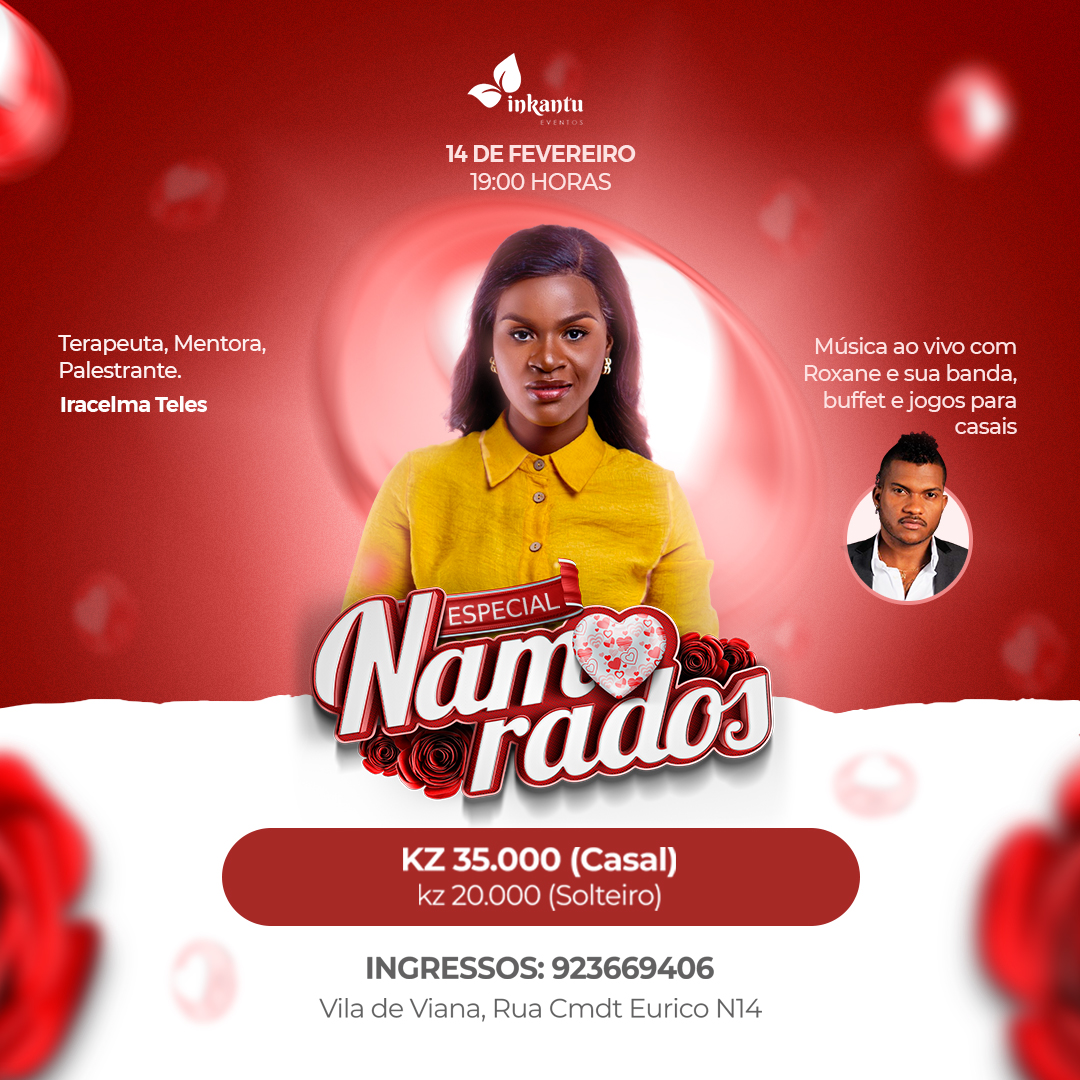 inkantu
EVENTOS
14 DE FEVEREIRO
19:00 HORAS
Terapeuta, Mentora,
Palestrante.
Iracelma Teles
Música ao vivo com
Roxane e sua banda,
buffet e jogos para
casais
ESPECIAL
Namo
rados
KZ 35.000 (Casal)
kz 20.000 (Solteiro)
INGRESSOS: 923669406
Vila de Viana, Rua Cmdt Eurico N14